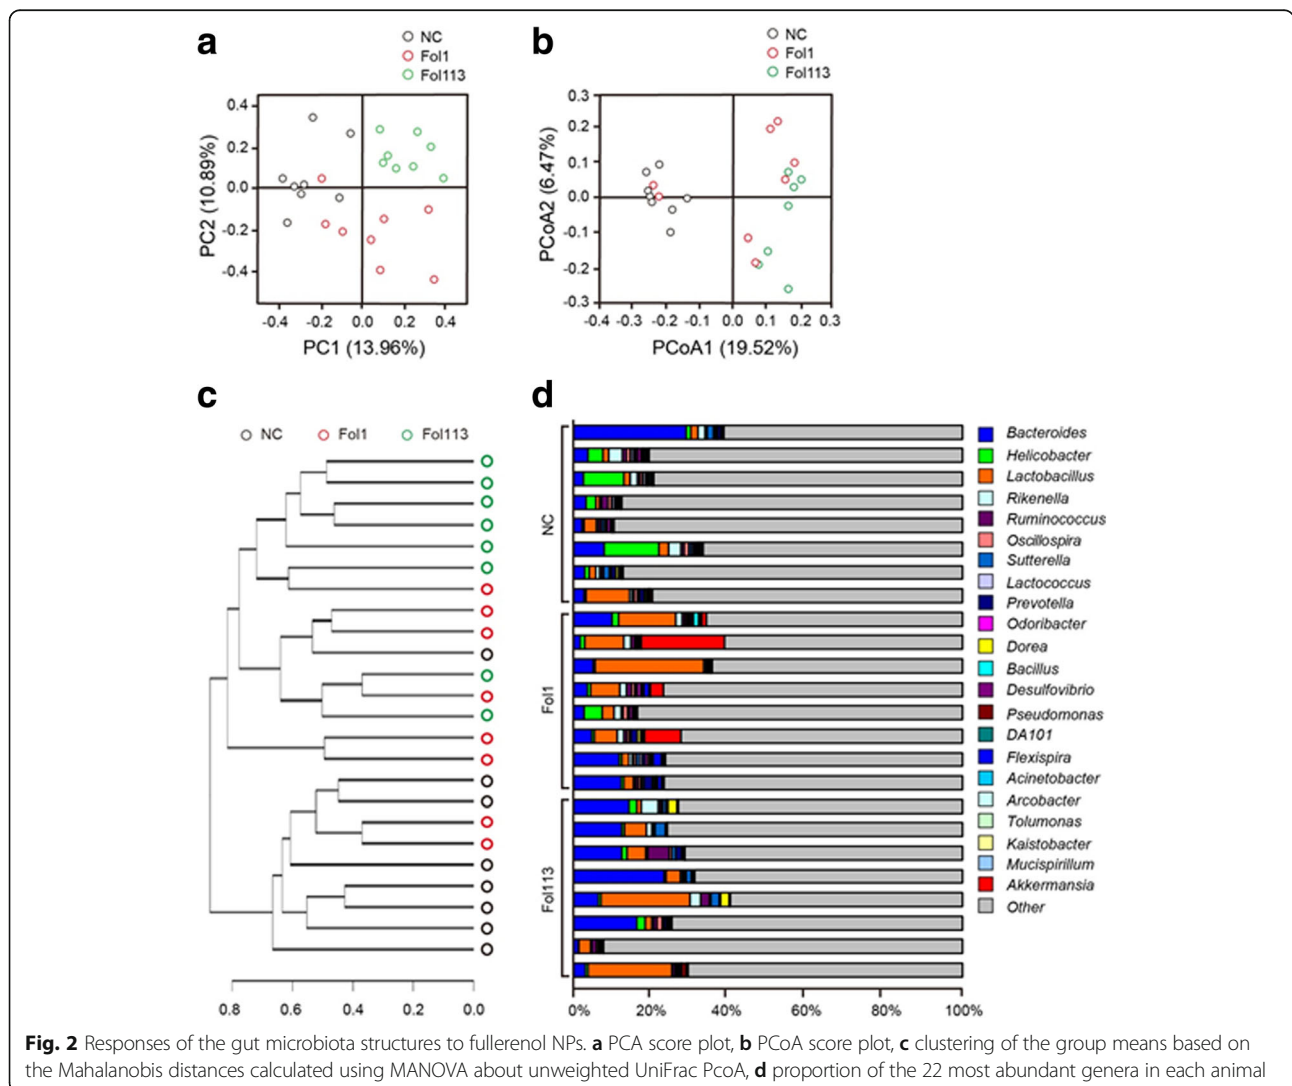 a
NC
Fol1
Fol113
0.4
0.2
0.0
-0.2
-0.4
PC2 (10.89%)
-0.4 -0.2 0.0 0.2 0.4
PC1 (13.96%)
b
NC
Fol1
Fol113
0.3
0.2
0.1
0.0
-0.1
-0.2
-0.3
PCoA2 (6.47%)
-0.4 -0.3 -0.2 -0.1 0.0 0.1 0.2 0.3
PCoA1 (19.52%)
c
NC Fol1 Fol113
0.8 0.6 0.4 0.2 0.0
d
NC
Fol1
Fol113
0% 20% 40% 60% 80% 100%
Bacteroides
Helicobacter
Lactobacillus
Rikenella
Ruminococcus
Oscillospira
Sutterella
Lactococcus
Prevotella
Odoribacter
Dorea
Bacillus
Desulfovibrio
Pseudomonas
DA101
Flexispira
Acinetobacter
Arcobacter
Tolumonas
Kaistobacter
Mucispirillum
Akkermansia
Other
Fig. 2 Responses of the gut microbiota structures to fullerenol NPs. a PCA score plot, b PCoA score plot, c clustering of the group means based on
the Mahalanobis distances calculated using MANOVA about unweighted UniFrac PcoA, d proportion of the 22 most abundant genera in each animal